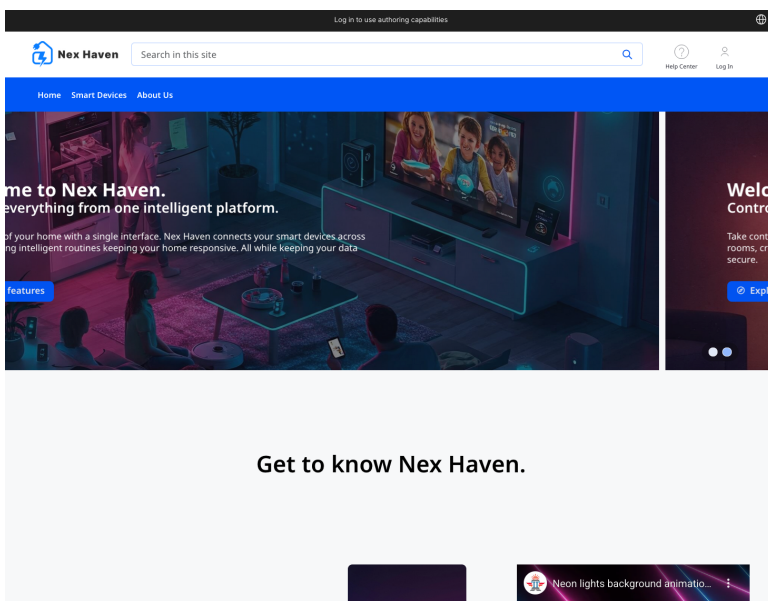 Log in to use authoring capabilities
Nex Haven
Search in this site
Help Center
Log In
Home Smart Devices About Us
me to Nex Haven.
everything from one intelligent platform.
of your home with a single interface. Nex Haven connects your smart devices across
ng intelligent routines keeping your home responsive. All while keeping your data
features
Welc
Contro
Take cont
rooms, cr
secure.
Expl
Get to know Nex Haven.
Neon lights background animatio...